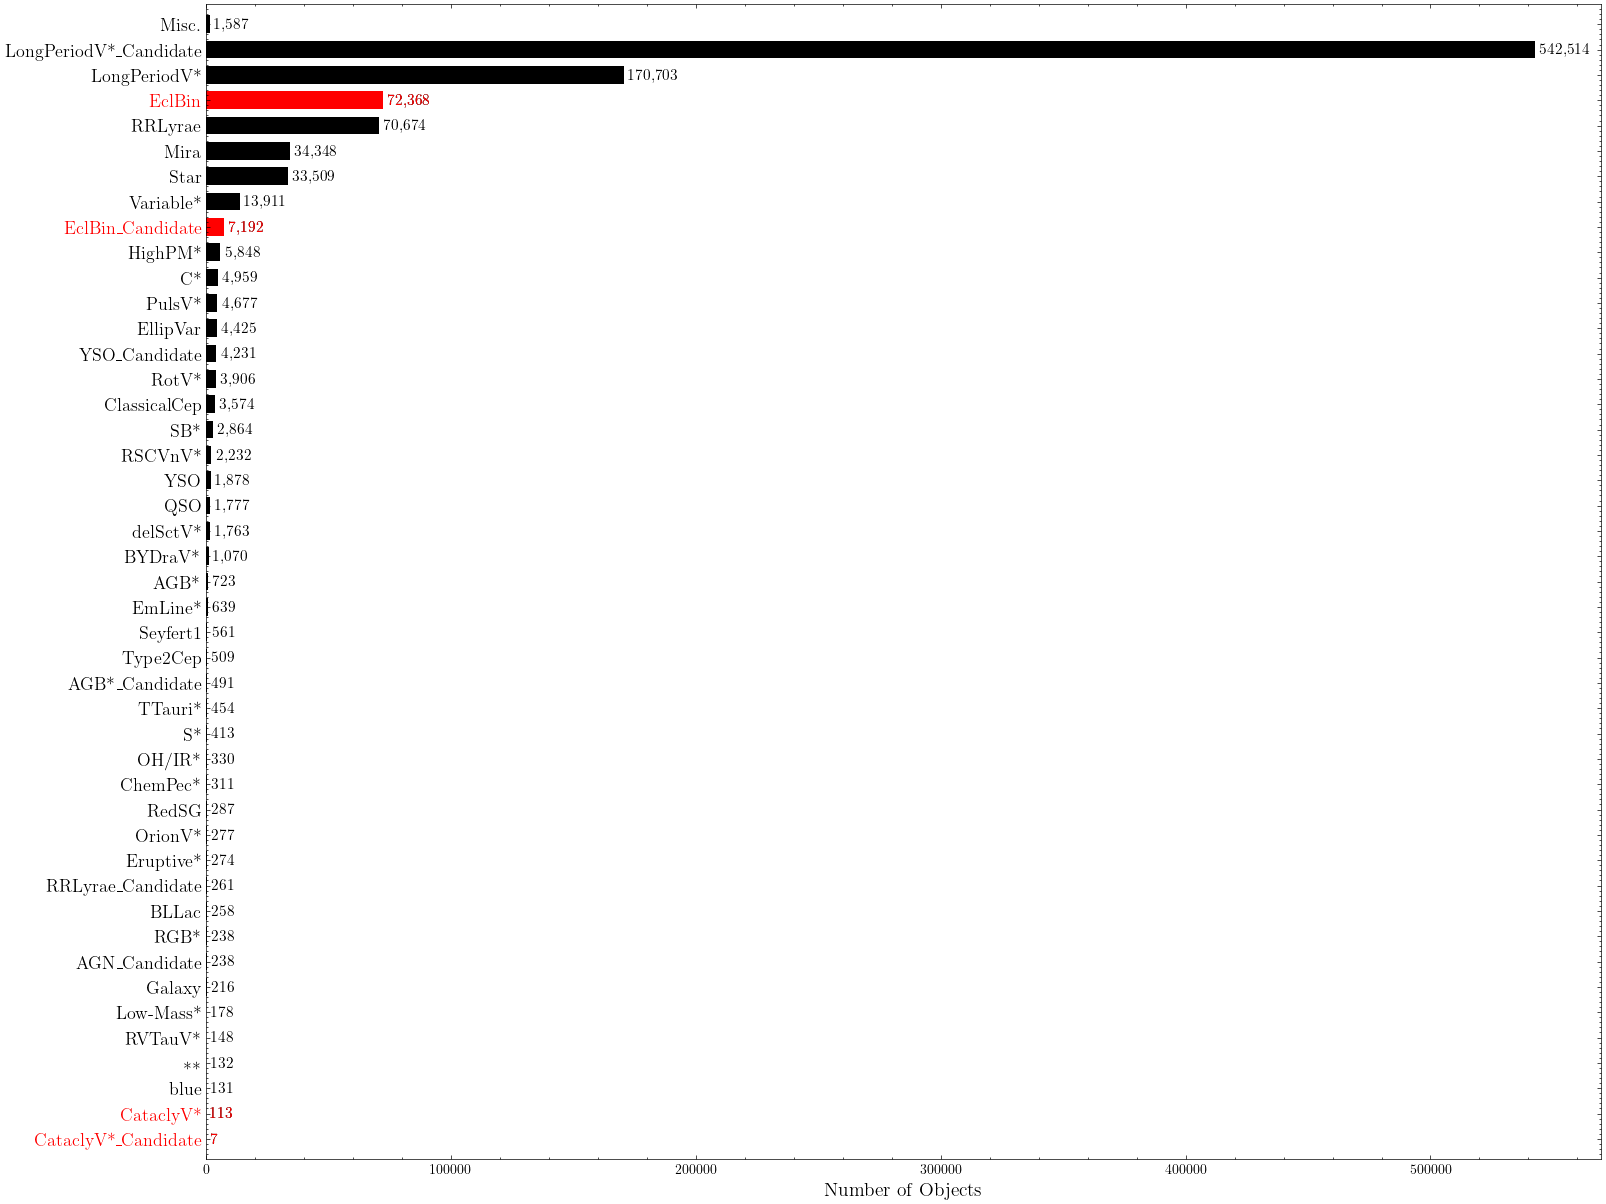 Misc. 1,587
LongPeriodV*_Candidate 542,514
LongPeriodV* 170,703
EclBin 72,368
RRLyrae 70,674
Mira 34,348
Star 33,509
Variable* 13,911
EclBin_Candidate 7,192
HighPM* 5,848
C* 4,959
PulsV* 4,677
EllipVar 4,425
YSO_Candidate 4,231
RotV* 3,906
ClassicalCep 3,574
SB* 2,864
RSCVnV* 2,232
YSO 1,878
QSO 1,777
delSctV* 1,763
BYDraV* 1,070
AGB* 723
EmLine* 639
Seyfert1 561
Type2Cep 509
AGB*_Candidate 491
TTauri* 454
S* 413
OH/IR* 330
ChemPec* 311
RedSG 287
OrionV* 277
Eruptive* 274
RRLyrae_Candidate 261
BLLac 258
RGB* 238
AGN_Candidate 238
Galaxy 216
Low-Mass* 178
RVTauV* 148
** 132
blue 131
CataclyV* 113
CataclyV*_Candidate 7
0 100000 200000 300000 400000 500000
Number of Objects